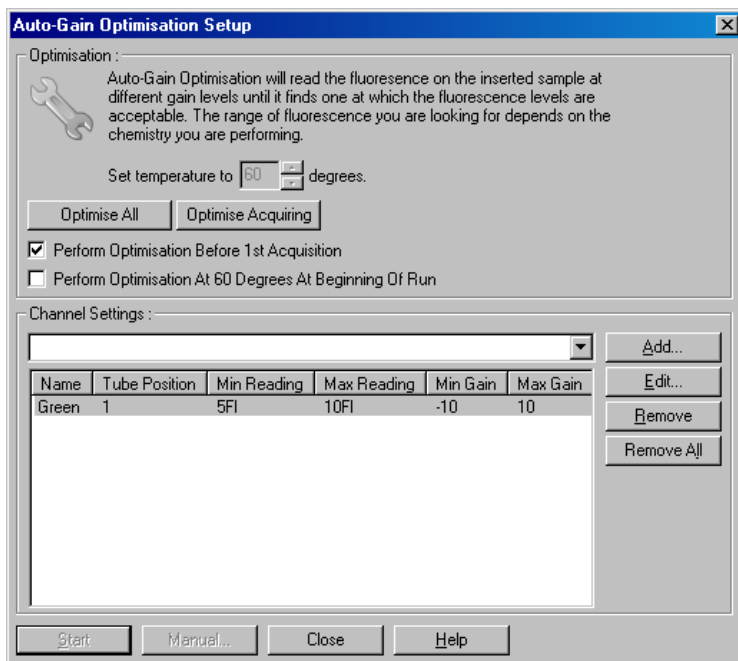 Auto-Gain Optimisation Setup
Optimisation :
Auto-Gain Optimisation will read the fluoresence on the inserted sample at
different gain levels until it finds one at which the fluorescence levels are
acceptable. The range of fluorescence you are looking for depends on the
chemistry you are performing.
Set temperature to 60 degrees.
Optimise All Optimise Acquiring
Perform Optimisation Before 1st Acquisition
Perform Optimisation At 60 Degrees At Beginning Of Run
Channel Settings :
Add...
Name Tube Position Min Reading Max Reading Min Gain Max Gain Edit...
Green 1 5Fl 10Fl -10 10
Remove
Remove All
Start Manual... Close Help